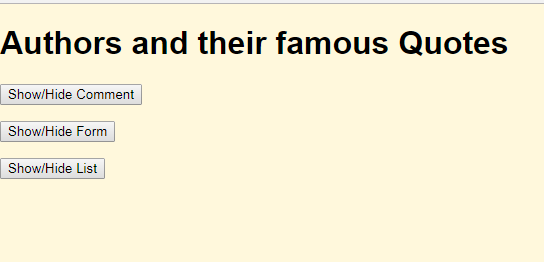 Authors and their famous Quotes
Show/Hide Comment
Show/Hide Form
Show/Hide List